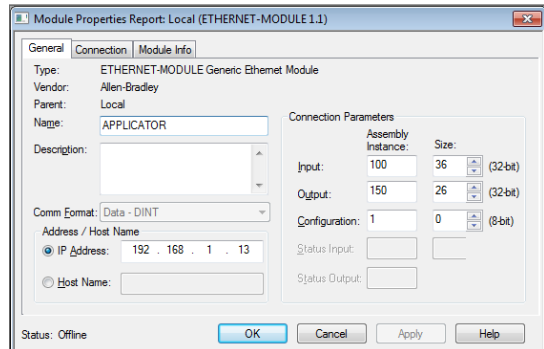 Module Properties Report: Local (ETHERNET-MODULE 1.1)
General Connection Module Info
Type: ETHERNET-MODULE Generic Ethernet Module
Vendor: Allen-Bradley
Parent: Local
Name: APPLICATOR
Description:
Comm Format: Data - DINT
Address / Host Name
IP Address: 192 . 168 . 1 . 13
Host Name:
Connection Parameters
Assembly Instance: Size:
Input: 100 36 (32-bit)
Output: 150 26 (32-bit)
Configuration: 1 0 (8-bit)
Status Input:
Status Output:
Status: Offline OK Cancel Apply Help